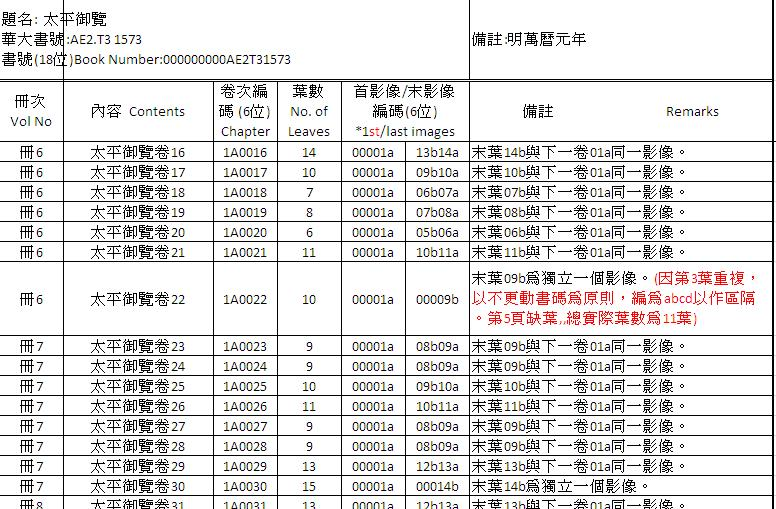 題名: 太平御覽
華大書號:AE2.T3 1573
書號(18位)Book Number:000000000AE2T31573
備註:明萬曆元年
冊次 Vol No
內容 Contents
卷次編碼 (6位) Chapter
葉數 No. of Leaves
首影像/末影像編碼(6位) *1st/last images
備註 Remarks
冊6 太平御覽卷16 1A0016 14 00001a 13b14a 末葉14b與下一卷01a同一影像。
冊6 太平御覽卷17 1A0017 10 00001a 09b10a 末葉10b與下一卷01a同一影像。
冊6 太平御覽卷18 1A0018 7 00001a 06b07a 末葉07b與下一卷01a同一影像。
冊6 太平御覽卷19 1A0019 8 00001a 07b08a 末葉08b與下一卷01a同一影像。
冊6 太平御覽卷20 1A0020 6 00001a 05b06a 末葉06b與下一卷01a同一影像。
冊6 太平御覽卷21 1A0021 11 00001a 10b11a 末葉11b與下一卷01a同一影像。
冊6 太平御覽卷22 1A0022 10 00001a 00009b 末葉09b爲獨立一個影像。(因第3葉重複，
以不更動書碼爲原則，編爲abcd以作區隔
。第5頁缺葉,,總實際葉數爲11葉)
冊7 太平御覽卷23 1A0023 9 00001a 08b09a 末葉09b與下一卷01a同一影像。
冊7 太平御覽卷24 1A0024 9 00001a 08b09a 末葉09b與下一卷01a同一影像。
冊7 太平御覽卷25 1A0025 10 00001a 09b10a 末葉10b與下一卷01a同一影像。
冊7 太平御覽卷26 1A0026 11 00001a 10b11a 末葉11b與下一卷01a同一影像。
冊7 太平御覽卷27 1A0027 9 00001a 08b09a 末葉09b與下一卷01a同一影像。
冊7 太平御覽卷28 1A0028 9 00001a 08b09a 末葉09b與下一卷01a同一影像。
冊7 太平御覽卷29 1A0029 13 00001a 12b13a 末葉13b與下一卷01a同一影像。
冊7 太平御覽卷30 1A0030 15 00001a 00014b 末葉14b爲獨立一個影像。
冊8 太平御覽卷31 1A0031 13 00001a 12b13a 末葉13b與下一卷01a同一影像。